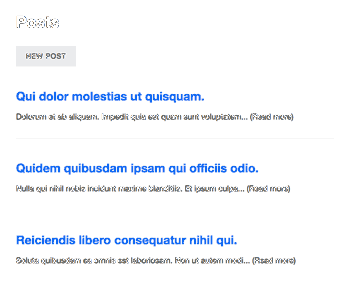 Posts
NEW POST
Qui dolor molestias ut quisquam.
Dolorum at ab aliquam. Impedit quia est quam sunt voluptatem... (Read more)
Quidem quibusdam ipsam qui officiis odio.
Nulla qui nihil nobis incidunt maxime blanditiis. Et ipsum culpa... (Read more)
Reiciendis libero consequatur nihil qui.
Soluta quibusdam ea omnis est laboriosam. Non ut autem modi... (Read more)